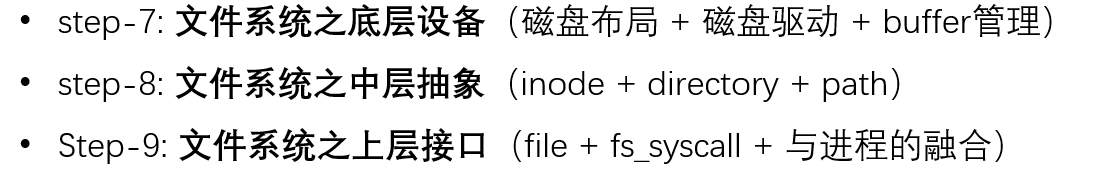 • step-7: 文件系统之底层设备（磁盘布局 + 磁盘驱动 + buffer管理）
• step-8: 文件系统之中层抽象（inode + directory + path）
• Step-9: 文件系统之上层接口（file + fs_syscall + 与进程的融合）